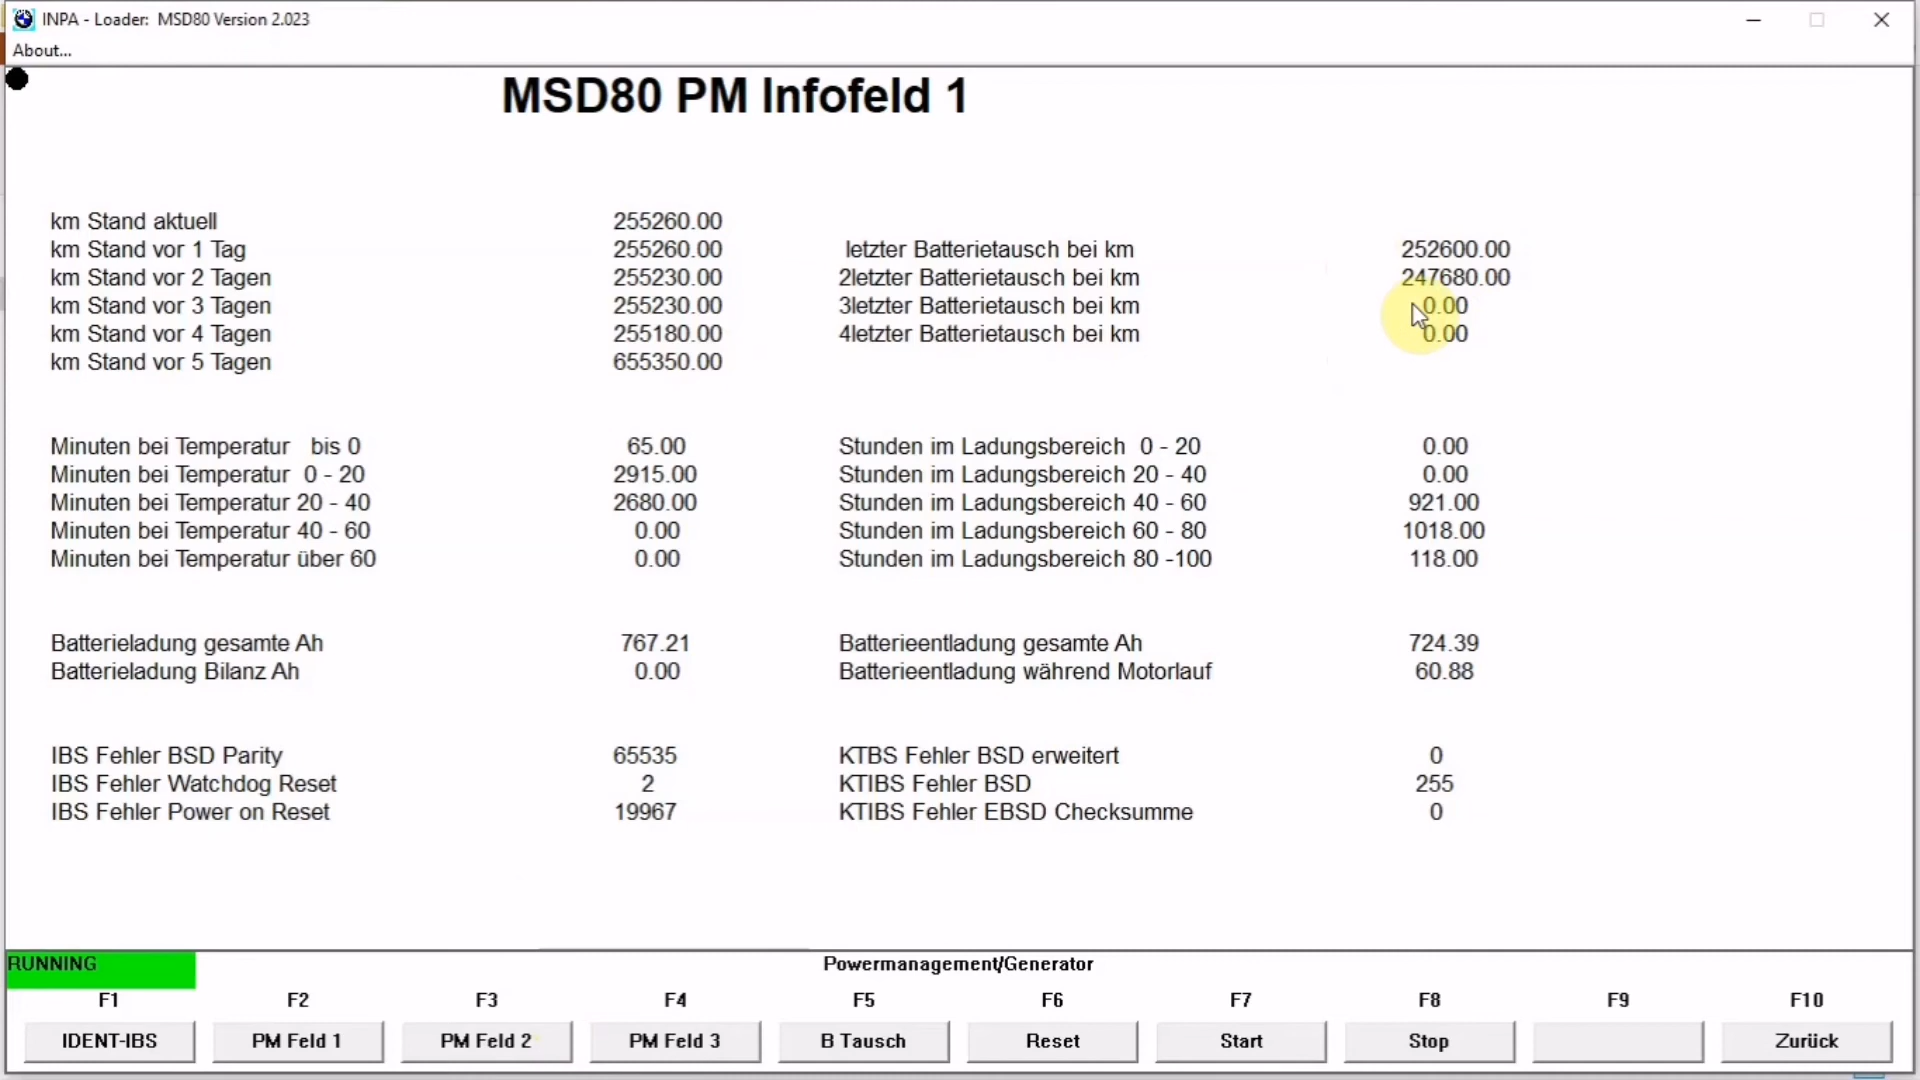 INPA - Loader: MSD80 Version 2.023
About...
MSD80 PM Infofeld 1
km Stand aktuell 255260.00
km Stand vor 1 Tag 255260.00 letzter Batterietausch bei km 252600.00
km Stand vor 2 Tagen 255230.00 2letzter Batterietausch bei km 247680.00
km Stand vor 3 Tagen 255230.00 3letzter Batterietausch bei km 0.00
km Stand vor 4 Tagen 255180.00 4letzter Batterietausch bei km 0.00
km Stand vor 5 Tagen 655350.00
Minuten bei Temperatur bis 0 65.00 Stunden im Ladungsbereich 0 - 20 0.00
Minuten bei Temperatur 0 - 20 2915.00 Stunden im Ladungsbereich 20 - 40 0.00
Minuten bei Temperatur 20 - 40 2680.00 Stunden im Ladungsbereich 40 - 60 921.00
Minuten bei Temperatur 40 - 60 0.00 Stunden im Ladungsbereich 60 - 80 1018.00
Minuten bei Temperatur über 60 0.00 Stunden im Ladungsbereich 80 -100 118.00
Batterieladung gesamte Ah 767.21 Batterieentladung gesamte Ah 724.39
Batterieladung Bilanz Ah 0.00 Batterieentladung während Motorlauf 60.88
IBS Fehler BSD Parity 65535 KTBS Fehler BSD erweitert 0
IBS Fehler Watchdog Reset 2 KTIBS Fehler BSD 255
IBS Fehler Power on Reset 19967 KTIBS Fehler EBSD Checksumme 0
RUNNING Powermanagement/Generator
F1 F2 F3 F4 F5 F6 F7 F8 F9 F10
IDENT-IBS PM Feld 1 PM Feld 2 PM Feld 3 B Tausch Reset Start Stop Zurück